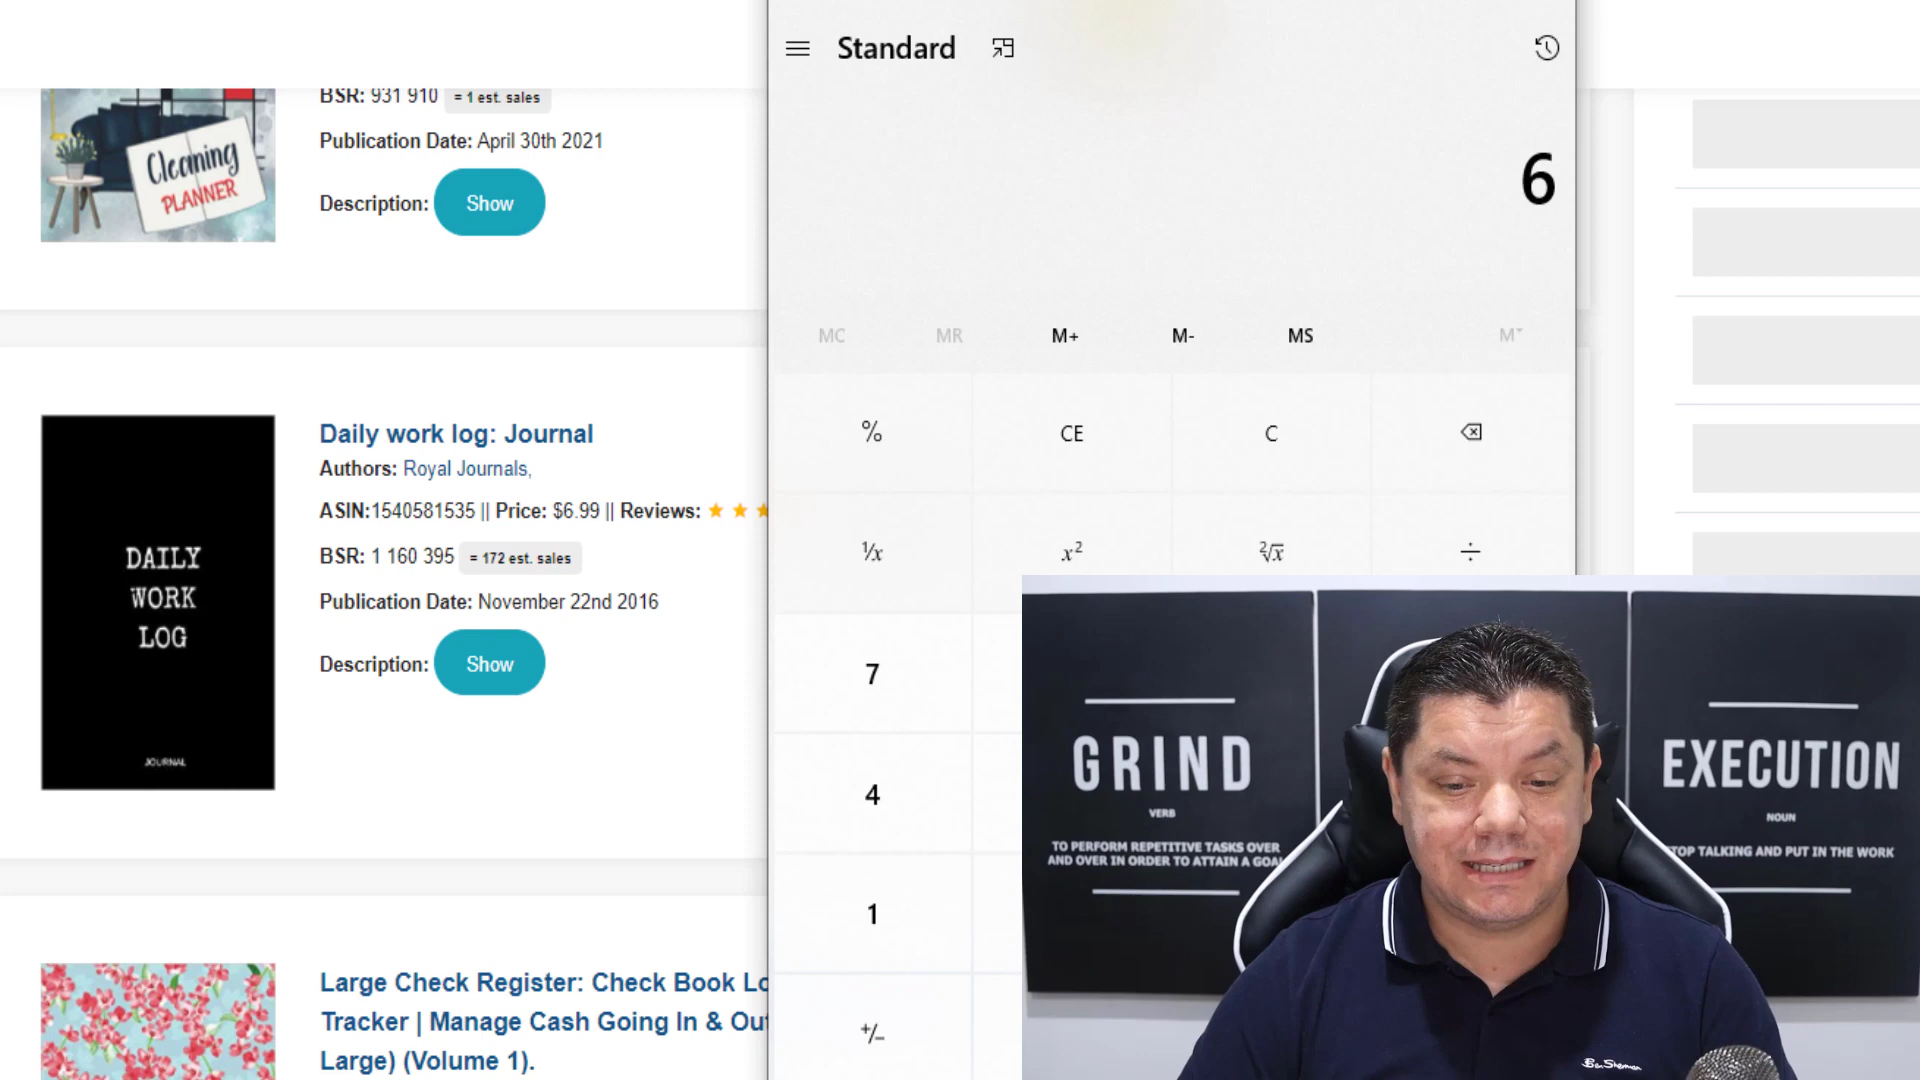 BSR: 931 910 = 1 est. sales
Publication Date: April 30th 2021
Description: Show
Cleaning
PLANNER
Daily work log: Journal
Authors: Royal Journals,
ASIN:1540581535 || Price: $6.99 || Reviews:
BSR: 1 160 395 = 172 est. sales
Publication Date: November 22nd 2016
Description: Show
DAILY
WORK
LOG
JOURNAL
Large Check Register: Check Book Lo
Tracker | Manage Cash Going In & Out
Large) (Volume 1).
Standard
6
MC MR M+ M- MS M˅
% CE C
⅟x x² ²√x ÷
7
4
1
+/−
GRIND
VERB
TO PERFORM REPETITIVE TASKS OVER
AND OVER IN ORDER TO ATTAIN A GOAL
EXECUTION
NOUN
STOP TALKING AND PUT IN THE WORK
Ben Sherman